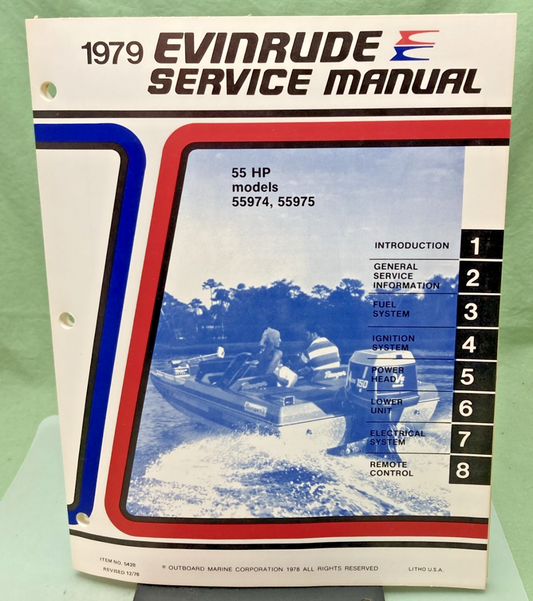 1979 EVINRUDE
SERVICE MANUAL
55 HP
models
55974, 55975
INTRODUCTION 1
GENERAL
SERVICE
INFORMATION 2
FUEL
SYSTEM 3
IGNITION
SYSTEM 4
POWER
HEAD 5
LOWER
UNIT 6
ELECTRICAL
SYSTEM 7
REMOTE
CONTROL 8
150
ITEM NO. 5428
REVISED 12/78
® OUTBOARD MARINE CORPORATION 1978 ALL RIGHTS RESERVED
LITHO U.S.A.